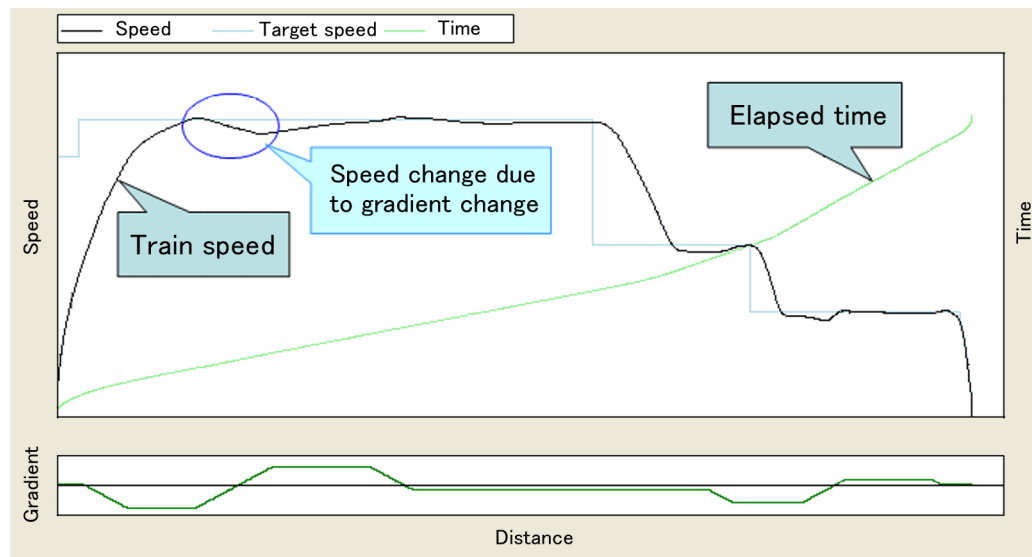 Speed Target speed Time
Elapsed time
Speed change due
to gradient change
Train speed
Speed
Time
Gradient
Distance